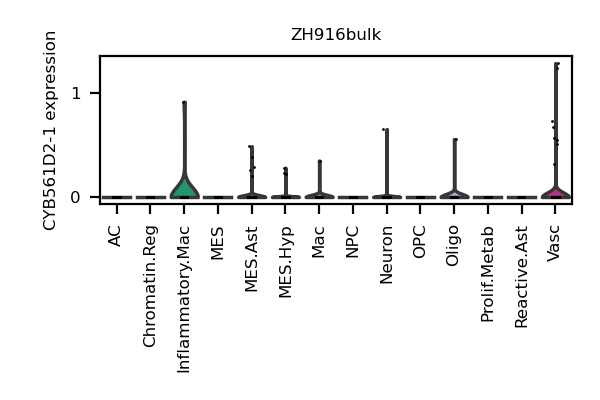 ZH916bulk
CYB561D2-1 expression
1
0
AC
Chromatin.Reg
Inflammatory.Mac
MES
MES.Ast
MES.Hyp
Mac
NPC
Neuron
OPC
Oligo
Prolif.Metab
Reactive.Ast
Vasc